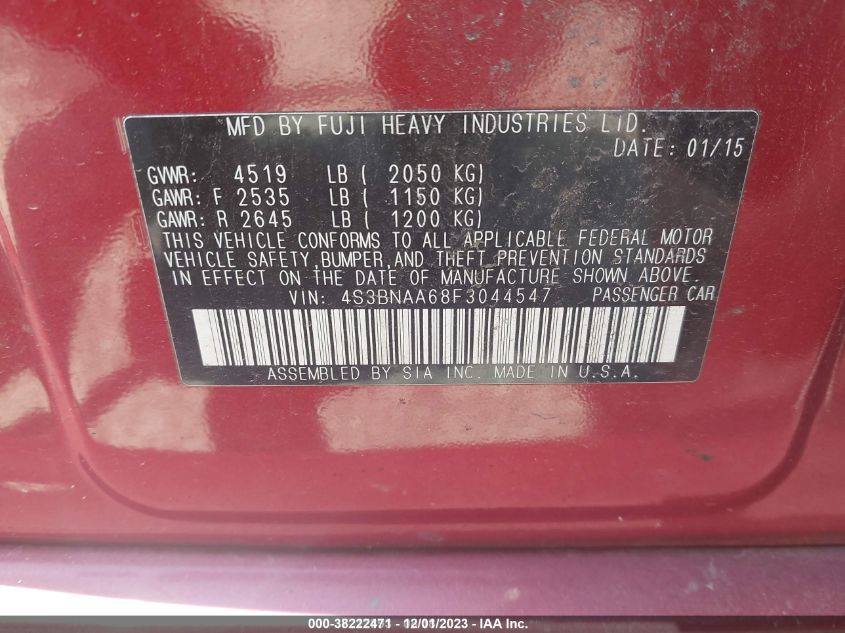 MFD BY FUJI HEAVY INDUSTRIES LTD.
DATE: 01/15
GVWR: 4519 LB ( 2050 KG)
GAWR: F 2535 LB ( 1150 KG)
GAWR: R 2645 LB ( 1200 KG)
THIS VEHICLE CONFORMS TO ALL APPLICABLE FEDERAL MOTOR
VEHICLE SAFETY,BUMPER,AND THEFT PREVENTION STANDARDS
IN EFFECT ON THE DATE OF MANUFACTURE SHOWN ABOVE.
VIN: 4S3BNAA68F3044547 PASSENGER CAR
ASSEMBLED BY SIA INC. MADE IN U.S.A.
000-38222471 - 12/01/2023 - IAA Inc.